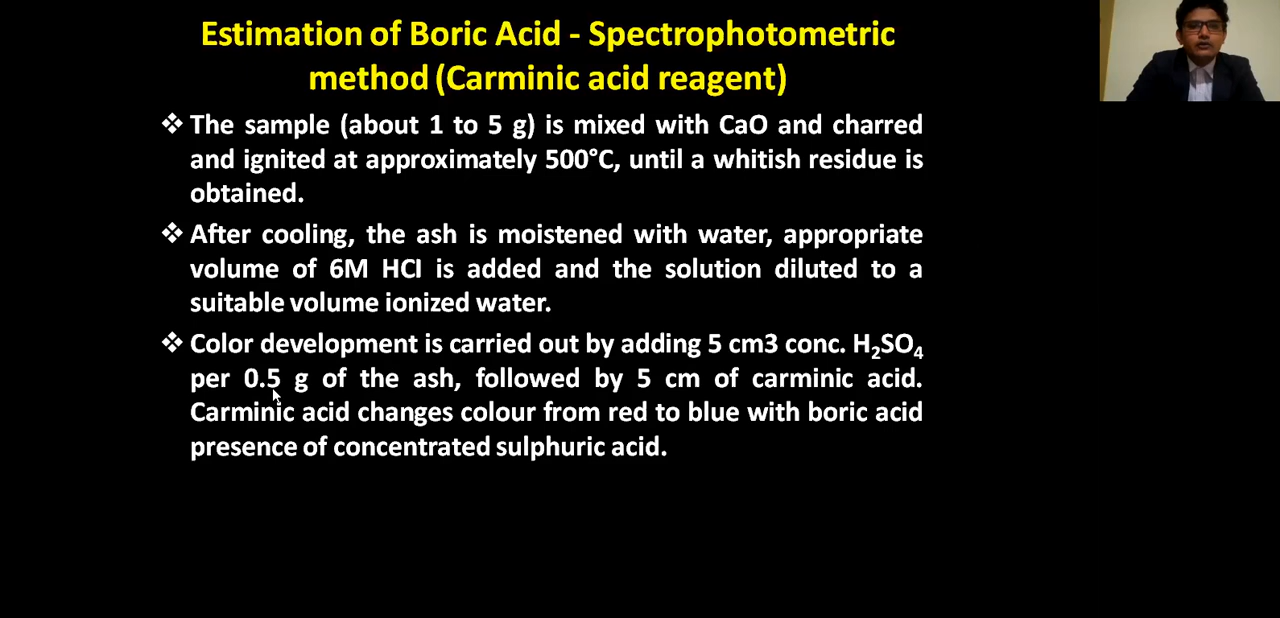 Estimation of Boric Acid - Spectrophotometric
method (Carminic acid reagent)
❖ The sample (about 1 to 5 g) is mixed with CaO and charred
and ignited at approximately 500°C, until a whitish residue is
obtained.
❖ After cooling, the ash is moistened with water, appropriate
volume of 6M HCl is added and the solution diluted to a
suitable volume ionized water.
❖ Color development is carried out by adding 5 cm3 conc. H₂SO₄
per 0.5 g of the ash, followed by 5 cm of carminic acid.
Carminic acid changes colour from red to blue with boric acid
presence of concentrated sulphuric acid.